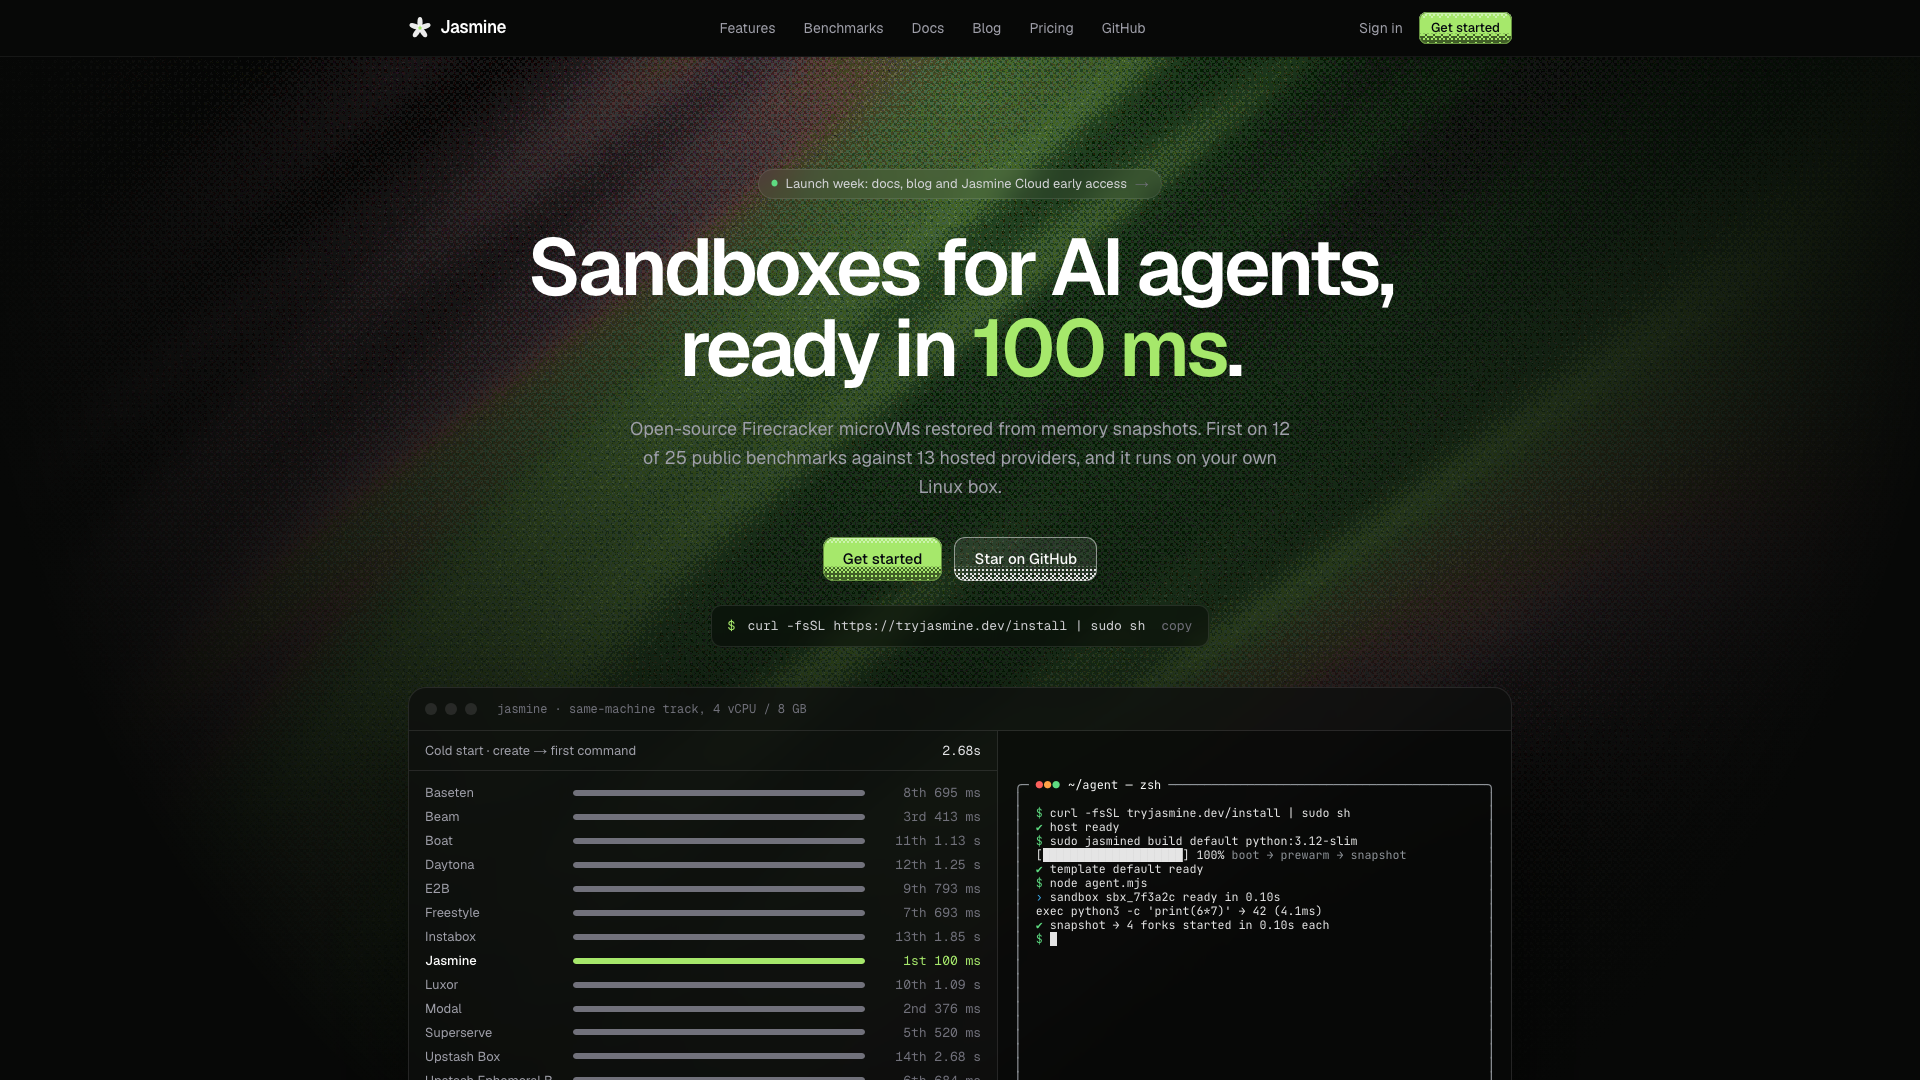 Jasmine
Features Benchmarks Docs Blog Pricing GitHub
Sign in Get started
Launch week: docs, blog and Jasmine Cloud early access →
Sandboxes for AI agents,
ready in 100 ms.
Open-source Firecracker microVMs restored from memory snapshots. First on 12
of 25 public benchmarks against 13 hosted providers, and it runs on your own
Linux box.
Get started Star on GitHub
$ curl -fsSL https://tryjasmine.dev/install | sudo sh copy
jasmine · same-machine track, 4 vCPU / 8 GB
Cold start · create → first command 2.68s
Baseten 8th 695 ms
Beam 3rd 413 ms
Boat 11th 1.13 s
Daytona 12th 1.25 s
E2B 9th 793 ms
Freestyle 7th 693 ms
Instabox 13th 1.85 s
Jasmine 1st 100 ms
Luxor 10th 1.09 s
Modal 2nd 376 ms
Superserve 5th 520 ms
Upstash Box 14th 2.68 s
Upstash Ephemeral B 6th 684 ms
~/agent — zsh
$ curl -fsSL tryjasmine.dev/install | sudo sh
✔ host ready
$ sudo jasmined build default python:3.12-slim
[████████████████████] 100% boot → prewarm → snapshot
✔ template default ready
$ node agent.mjs
› sandbox sbx_7f3a2c ready in 0.10s
exec python3 -c 'print(6*7)' → 42 (4.1ms)
✔ snapshot → 4 forks started in 0.10s each
$